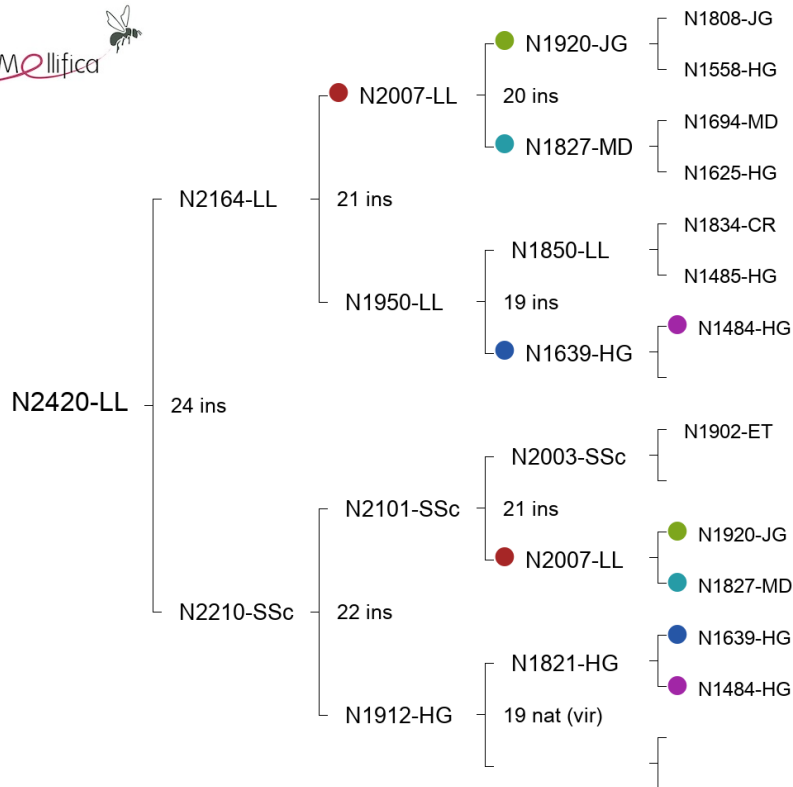 Mellifica
N1808-JG
N1920-JG
N1558-HG
N2007-LL
20 ins
N1694-MD
N1827-MD
N1625-HG
N2164-LL
21 ins
N1834-CR
N1850-LL
N1485-HG
N1950-LL
19 ins
N1484-HG
N1639-HG
N2420-LL
24 ins
N1902-ET
N2003-SSc
N2101-SSc
21 ins
N1920-JG
N2007-LL
N1827-MD
N2210-SSc
22 ins
N1639-HG
N1821-HG
N1484-HG
N1912-HG
19 nat (vir)